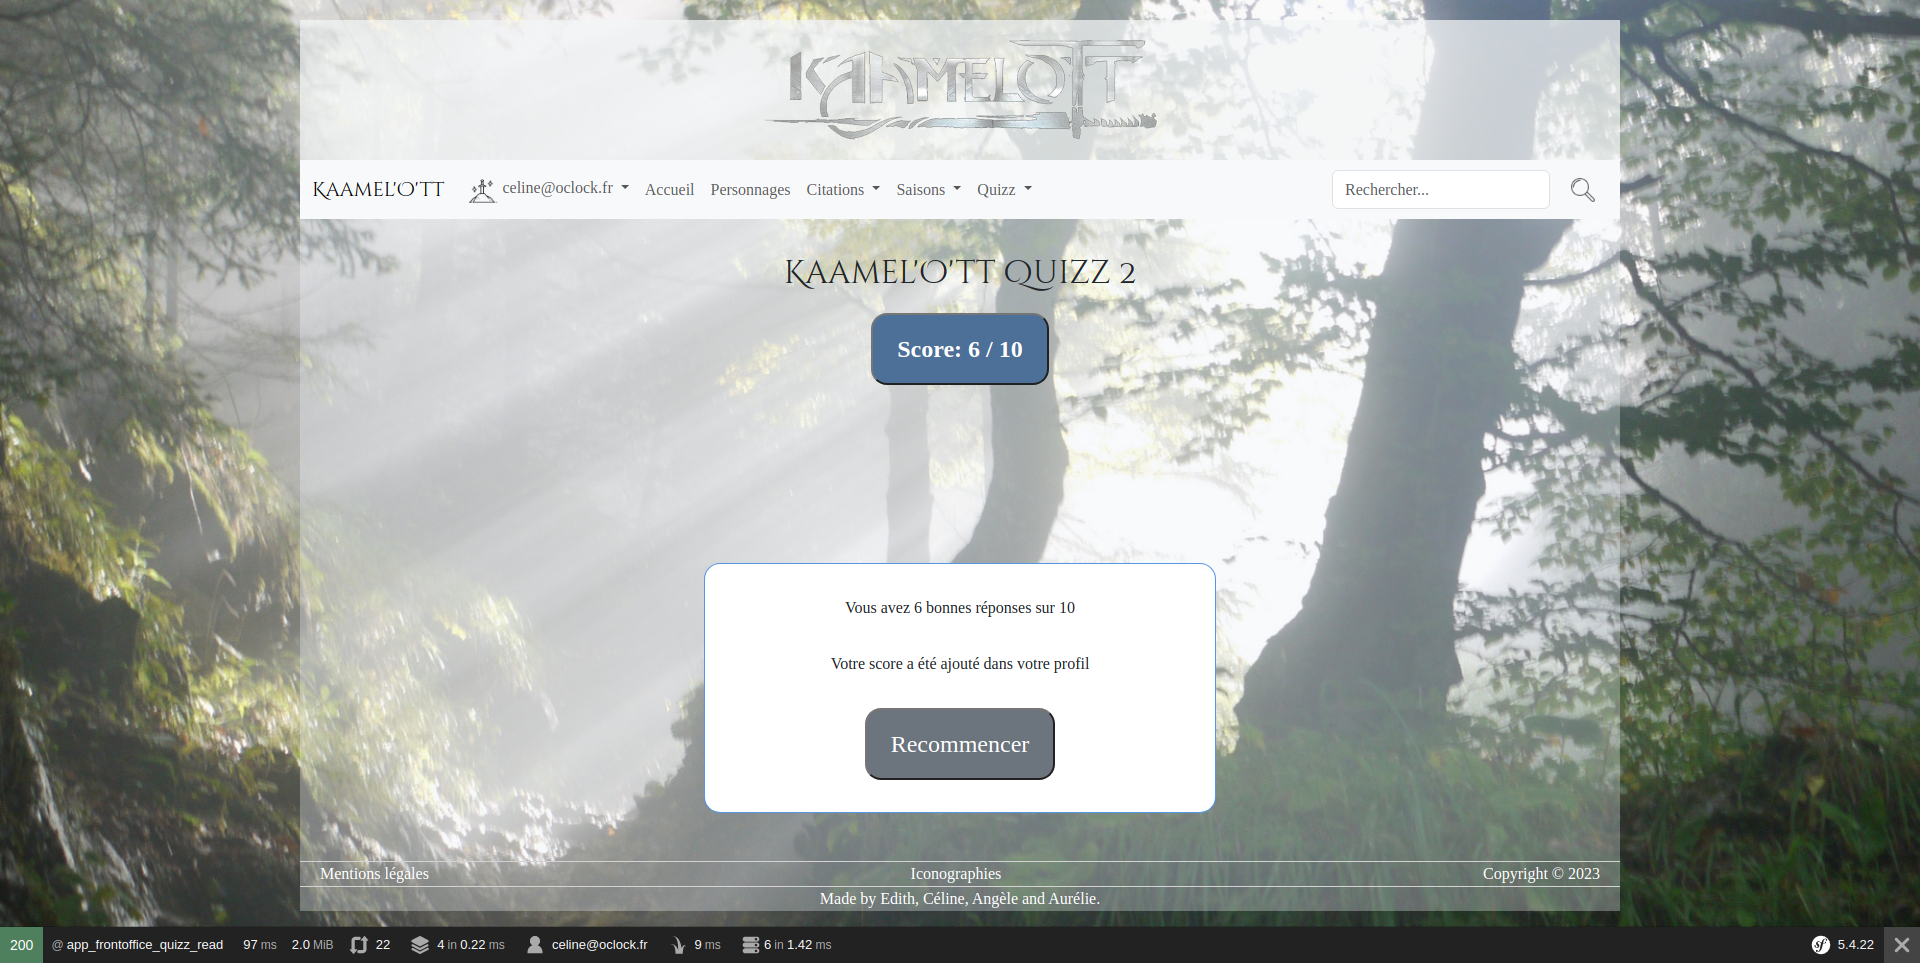 KAAMELOTT
KAAMEL'O'TT celine@oclock.fr Accueil Personnages Citations Saisons Quizz Rechercher...
KAAMEL'O'TT QUIZZ 2
Score: 6 / 10
Vous avez 6 bonnes réponses sur 10
Votre score a été ajouté dans votre profil
Recommencer
Mentions légales Iconographies Copyright © 2023
Made by Edith, Céline, Angèle and Aurélie.
200 @ app_frontoffice_quizz_read 97 ms 2.0 MiB 22 4 in 0.22 ms celine@oclock.fr 9 ms 6 in 1.42 ms sf 5.4.22